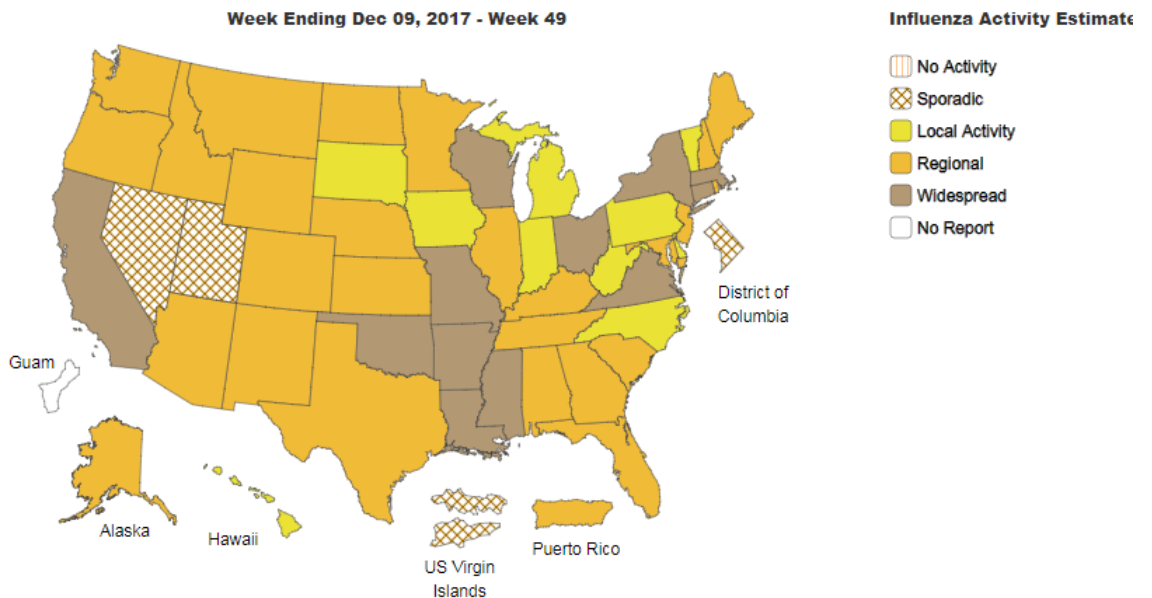 Week Ending Dec 09, 2017 - Week 49
Influenza Activity Estimate
No Activity
Sporadic
Local Activity
Regional
Widespread
No Report
District of
Columbia
Guam
Alaska
Hawaii
US Virgin
Islands
Puerto Rico